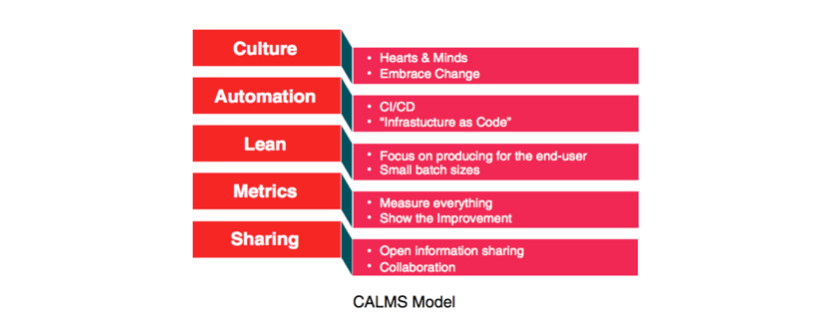 Culture
• Hearts & Minds
• Embrace Change
Automation
• CI/CD
• “Infrastucture as Code”
Lean
• Focus on producing for the end-user
• Small batch sizes
Metrics
• Measure everything
• Show the Improvement
Sharing
• Open information sharing
• Collaboration
CALMS Model